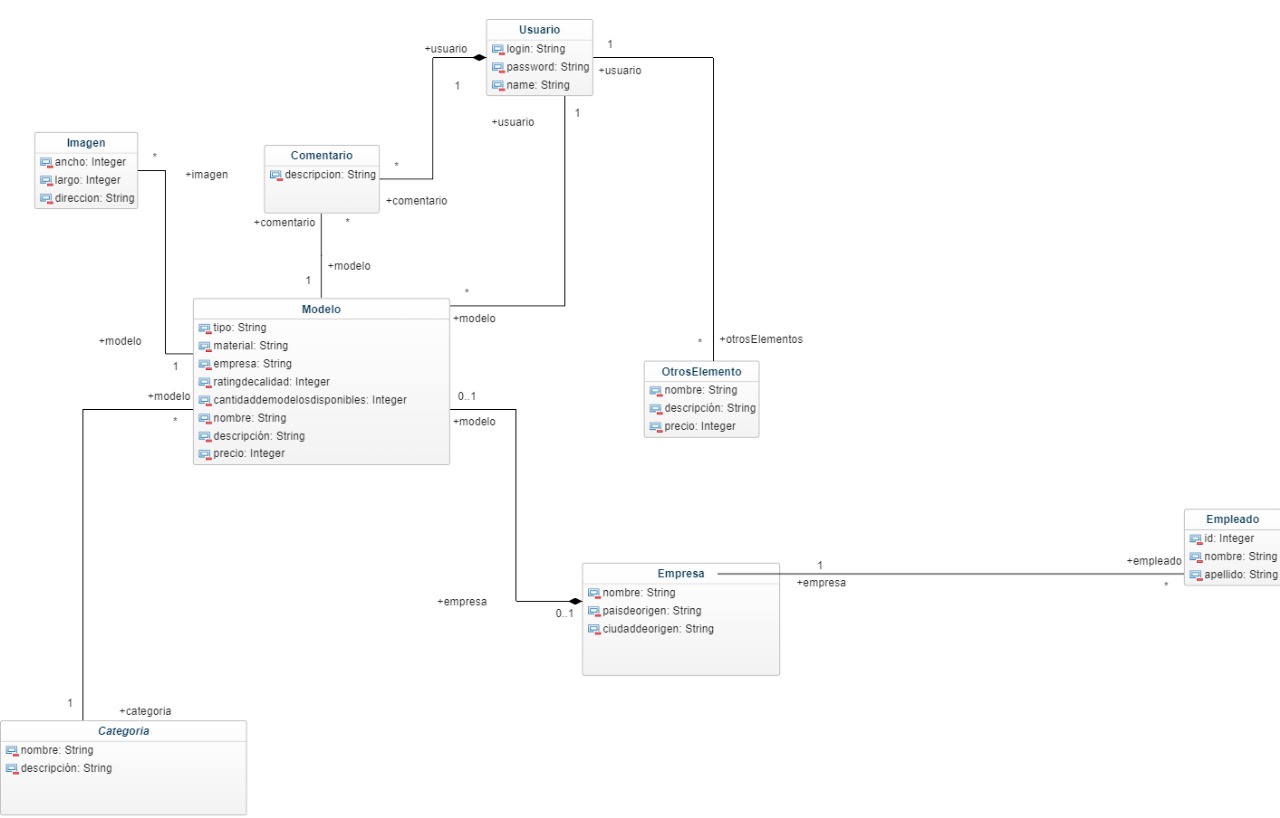 Usuario
login: String
password: String
name: String
+usuario
1
1
+usuario
+usuario
1
Imagen
ancho: Integer
largo: Integer
direccion: String
*
+imagen
Comentario
descripcion: String
*
+comentario
+comentario
*
+modelo
1
*
+modelo
+modelo
1
Modelo
tipo: String
material: String
empresa: String
ratingdecalidad: Integer
cantidaddemodelosdisponibles: Integer
nombre: String
descripción: String
precio: Integer
+modelo
*
0..1
+modelo
*
+otrosElementos
OtrosElemento
nombre: String
descripción: String
precio: Integer
Empleado
id: Integer
nombre: String
apellido: String
+empleado
*
1
+empresa
Empresa
nombre: String
paisdeorigen: String
ciudaddeorigen: String
+empresa
0..1
1
+categoria
Categoria
nombre: String
descripción: String